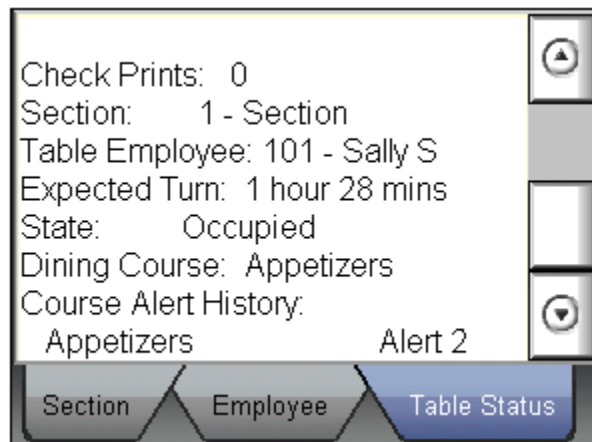 Check Prints: 0
Section: 1 - Section
Table Employee: 101 - Sally S
Expected Turn: 1 hour 28 mins
State: Occupied
Dining Course: Appetizers
Course Alert History:
Appetizers Alert 2
Section Employee Table Status